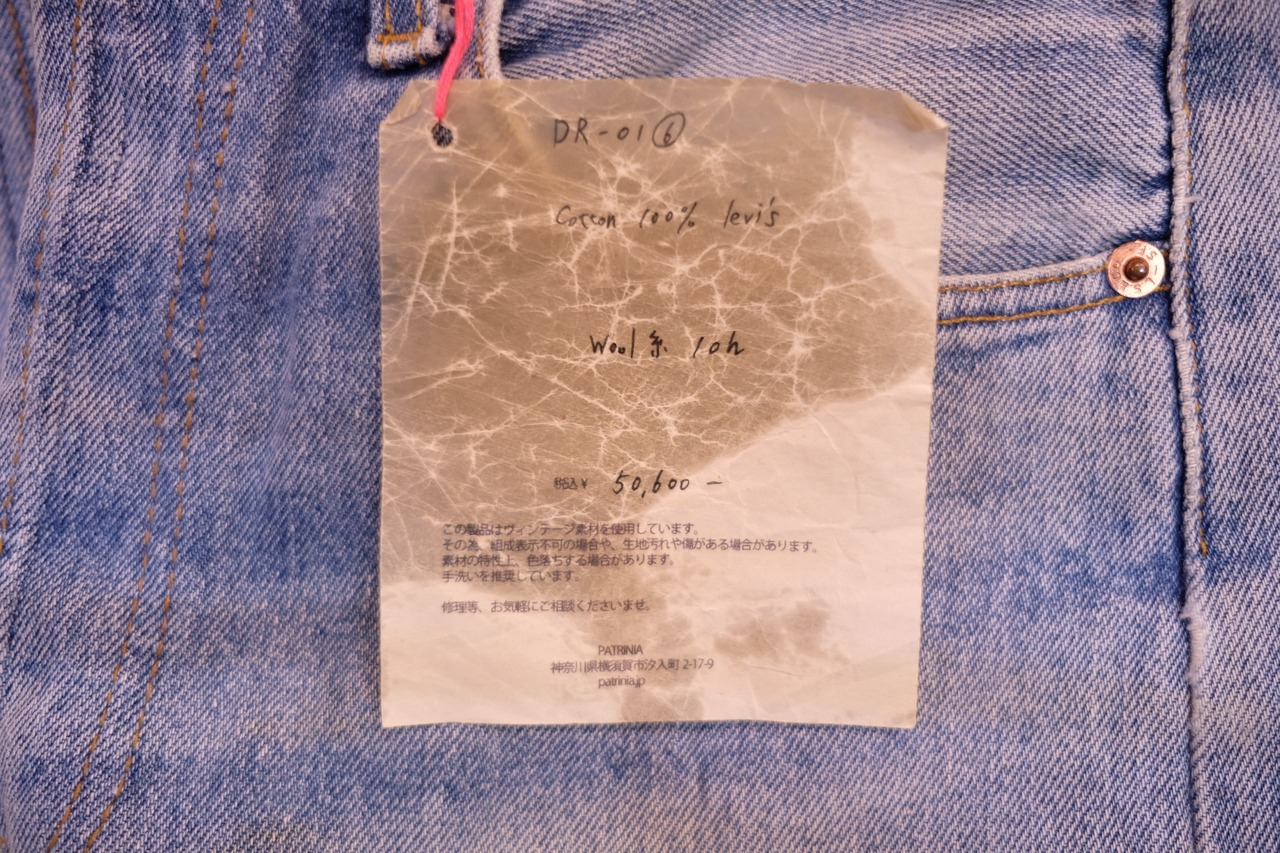 DR-01⑥
Cotton 100% levi's
Wool 糸 10h
税込¥ 50,600 -
この製品はヴィンテージ素材を使用しています。
その為、組成表示不可の場合や、生地汚れや傷がある場合があります。
素材の特性上、色落ちする場合があります。
手洗いを推奨しています。
修理等、お気軽にご相談くださいませ。
PATRINIA
神奈川県横須賀市汐入町 2-17-9
patrinia.jp